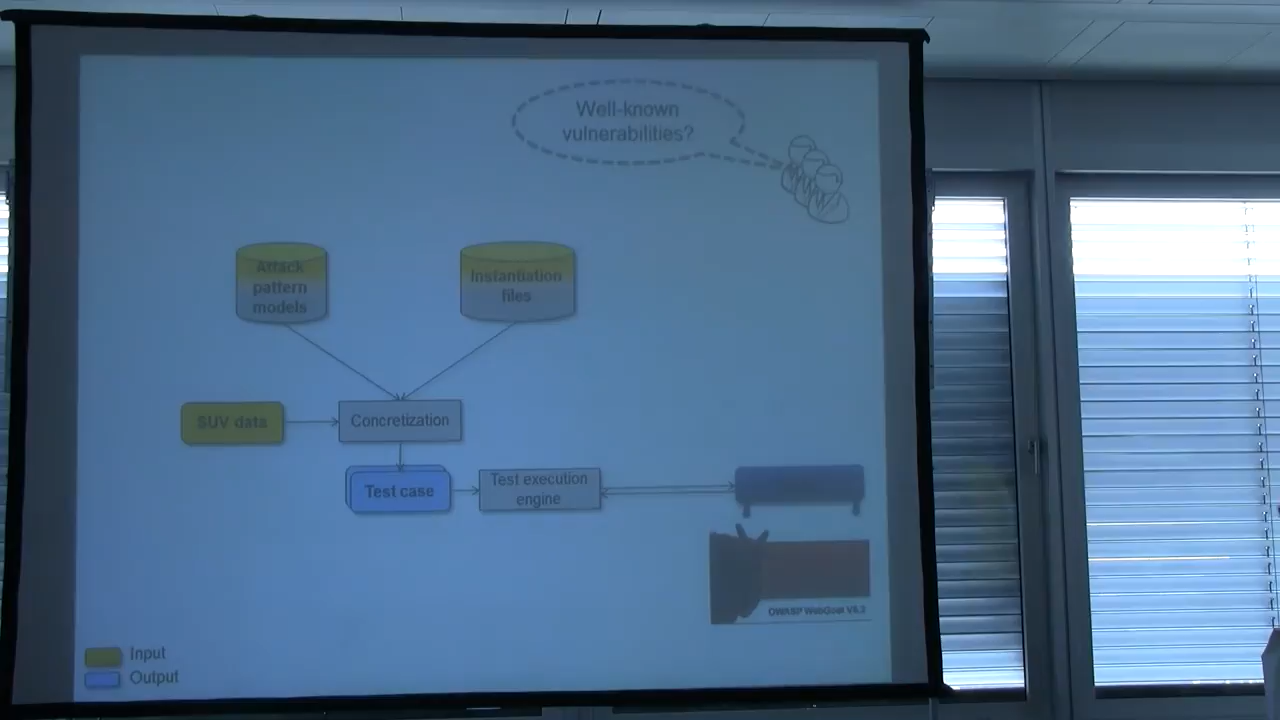 Well-known
vulnerabilities?
Attack
pattern
models
Instantiation
files
SUV data
Concretization
Test case
Test execution
engine
OWASP WebGoat V5.3
Input
Output